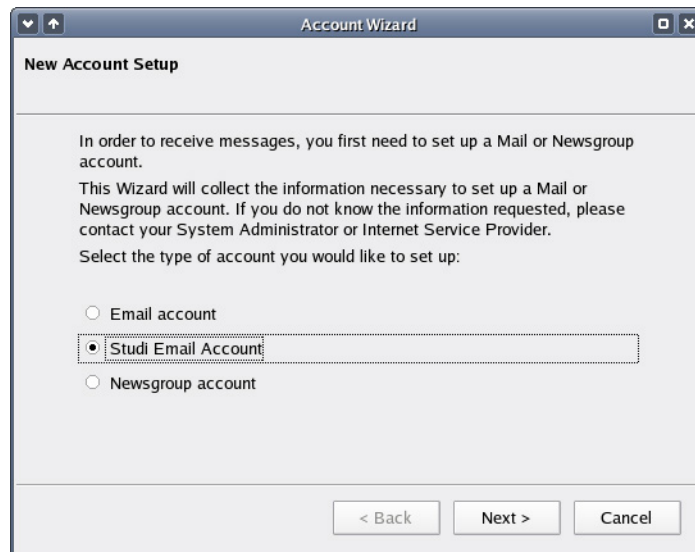 Account Wizard
New Account Setup
In order to receive messages, you first need to set up a Mail or Newsgroup
account.
This Wizard will collect the information necessary to set up a Mail or
Newsgroup account. If you do not know the information requested, please
contact your System Administrator or Internet Service Provider.
Select the type of account you would like to set up:
Email account
Studi Email Account
Newsgroup account
< Back Next > Cancel